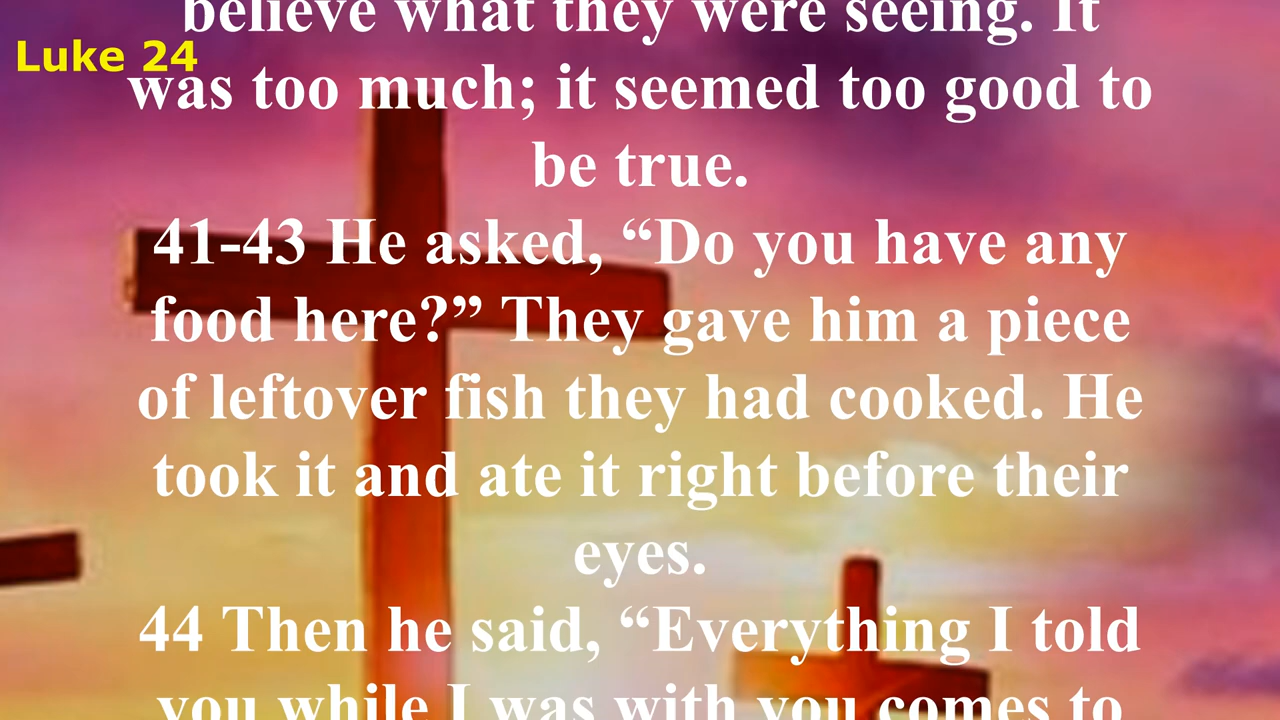 believe what they were seeing. It
Luke 24
was too much; it seemed too good to
be true.
41-43 He asked, “Do you have any
food here?” They gave him a piece
of leftover fish they had cooked. He
took it and ate it right before their
eyes.
44 Then he said, “Everything I told
you while I was with you comes to